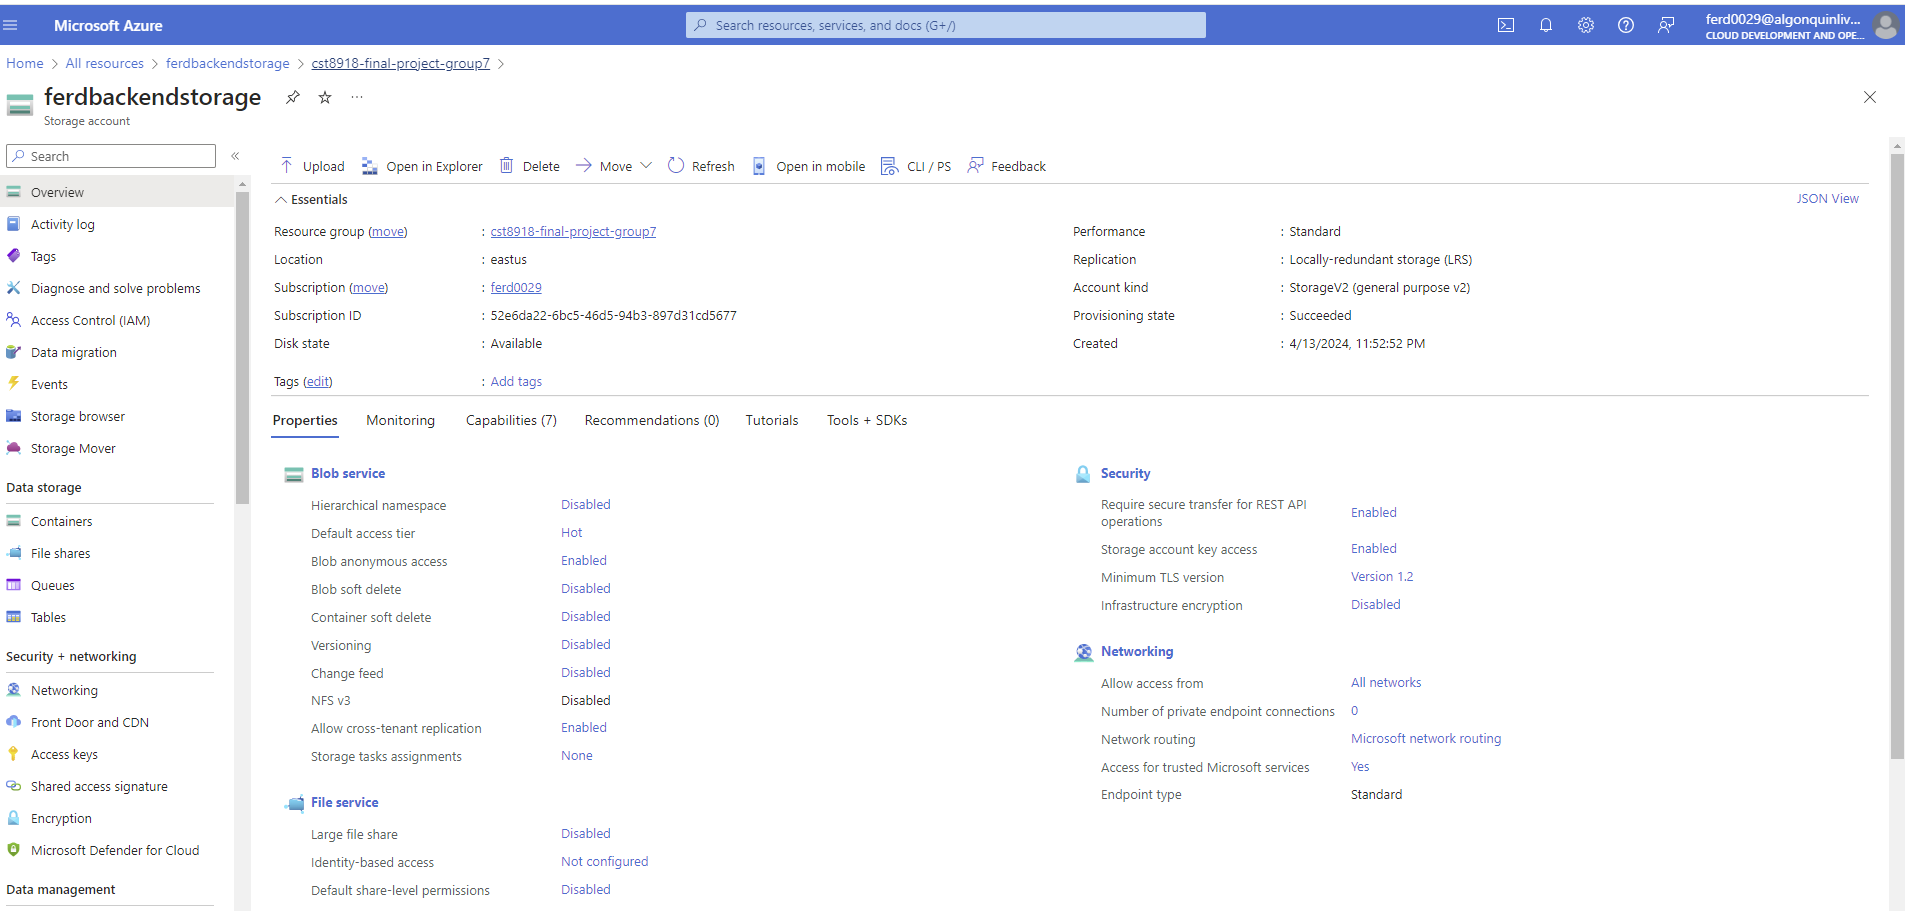 Microsoft Azure
Search resources, services, and docs (G+/)
ferd0029@algonquinliv...
CLOUD DEVELOPMENT AND OPE...
Home > All resources > ferdbackendstorage > cst8918-final-project-group7 >
ferdbackendstorage
Storage account
Search
Overview
Activity log
Tags
Diagnose and solve problems
Access Control (IAM)
Data migration
Events
Storage browser
Storage Mover
Data storage
Containers
File shares
Queues
Tables
Security + networking
Networking
Front Door and CDN
Access keys
Shared access signature
Encryption
Microsoft Defender for Cloud
Data management
Upload Open in Explorer Delete Move Refresh Open in mobile CLI / PS Feedback
Essentials
JSON View
Resource group (move) : cst8918-final-project-group7
Location : eastus
Subscription (move) : ferd0029
Subscription ID : 52e6da22-6bc5-46d5-94b3-897d31cd5677
Disk state : Available
Tags (edit) : Add tags
Performance : Standard
Replication : Locally-redundant storage (LRS)
Account kind : StorageV2 (general purpose v2)
Provisioning state : Succeeded
Created : 4/13/2024, 11:52:52 PM
Properties Monitoring Capabilities (7) Recommendations (0) Tutorials Tools + SDKs
Blob service
Hierarchical namespace Disabled
Default access tier Hot
Blob anonymous access Enabled
Blob soft delete Disabled
Container soft delete Disabled
Versioning Disabled
Change feed Disabled
NFS v3 Disabled
Allow cross-tenant replication Enabled
Storage tasks assignments None
File service
Large file share Disabled
Identity-based access Not configured
Default share-level permissions Disabled
Security
Require secure transfer for REST API
operations Enabled
Storage account key access Enabled
Minimum TLS version Version 1.2
Infrastructure encryption Disabled
Networking
Allow access from All networks
Number of private endpoint connections 0
Network routing Microsoft network routing
Access for trusted Microsoft services Yes
Endpoint type Standard